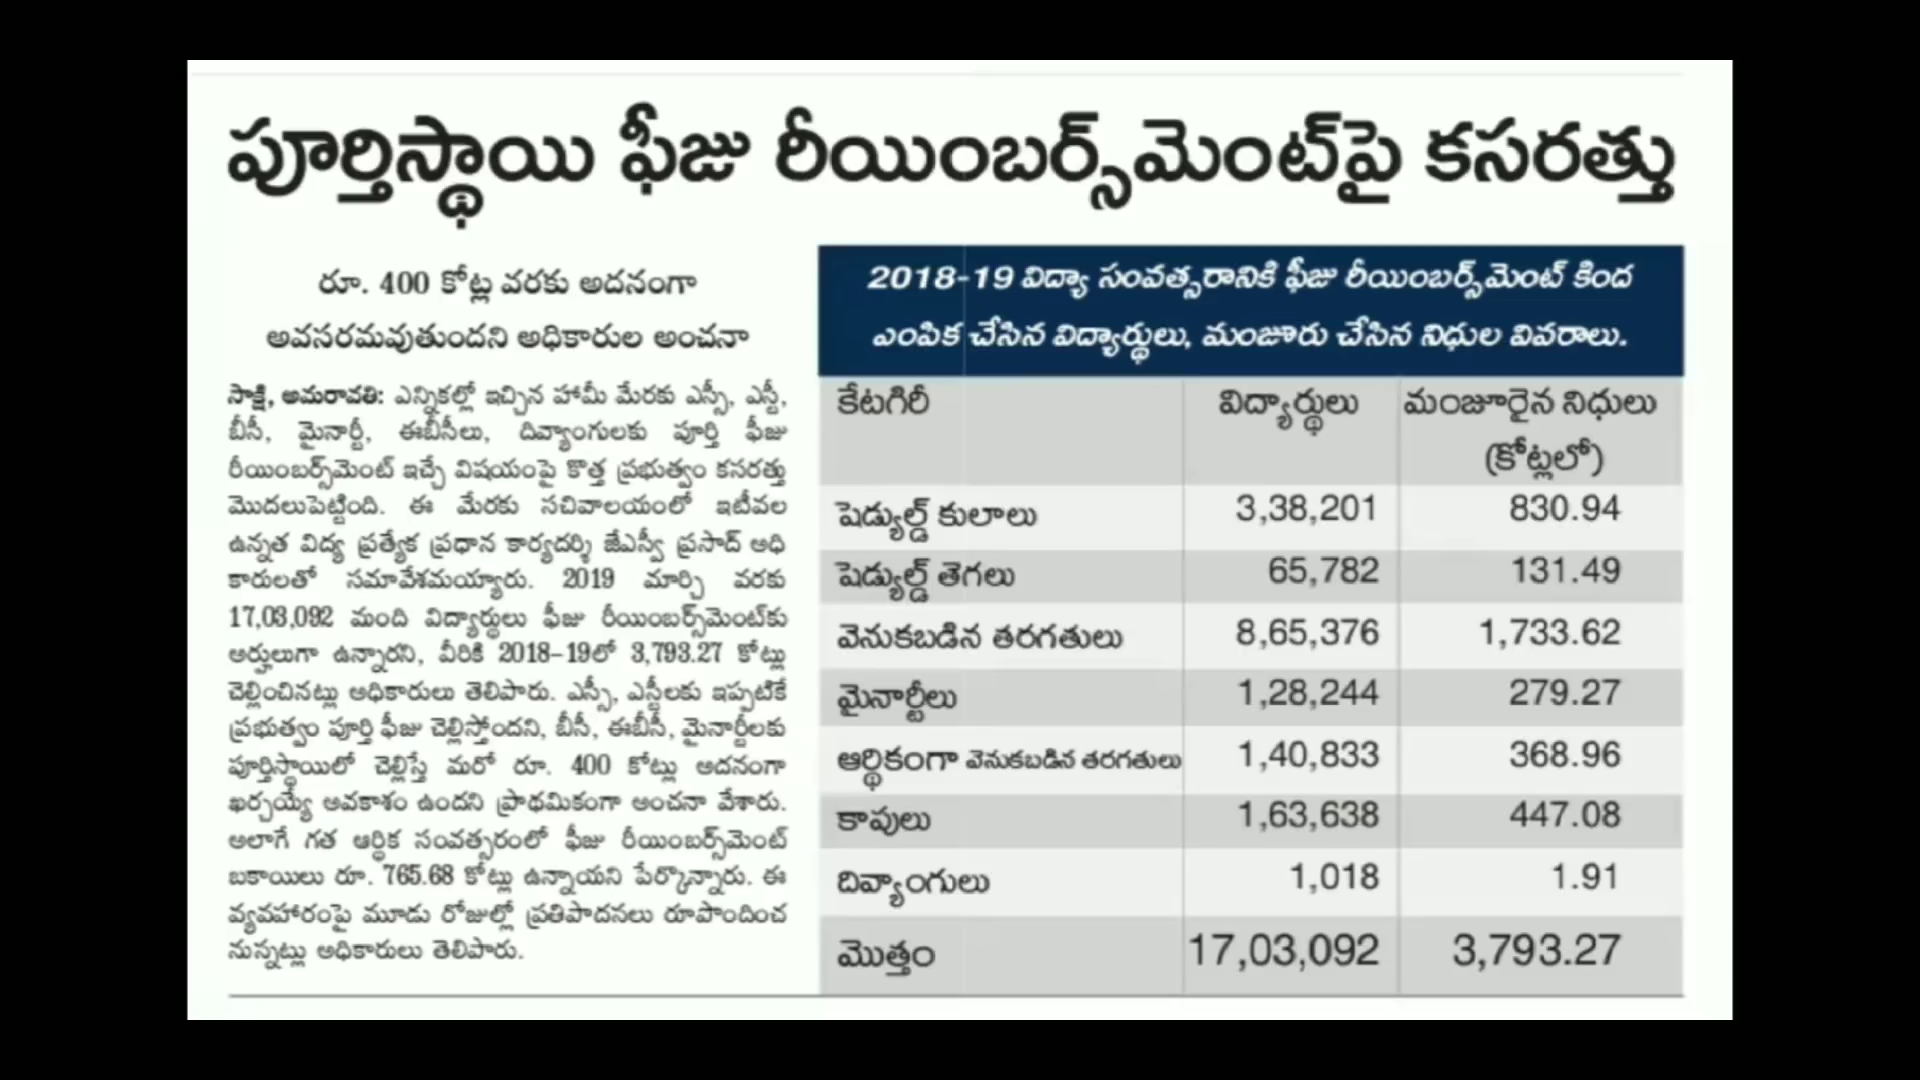 పూర్తిస్థాయి ఫీజు రీయింబర్స్‌మెంట్‌పై కసరత్తు
రూ. 400 కోట్ల వరకు అదనంగా
అవసరమవుతుందని అధికారుల అంచనా
సాక్షి, అమరావతి: ఎన్నికల్లో ఇచ్చిన హామీ మేరకు ఎస్సీ, ఎస్టీ,
బీసీ, మైనార్టీ, ఈబీసీలు, దివ్యాంగులకు పూర్తి ఫీజు
రీయింబర్స్‌మెంట్ ఇచ్చే విషయంపై కొత్త ప్రభుత్వం కసరత్తు
మొదలుపెట్టింది. ఈ మేరకు సచివాలయంలో ఇటీవల
ఉన్నత విద్య ప్రత్యేక ప్రధాన కార్యదర్శి జేఎస్వీ ప్రసాద్ అధి
కారులతో సమావేశమయ్యారు. 2019 మార్చి వరకు
17,03,092 మంది విద్యార్థులు ఫీజు రీయింబర్స్‌మెంట్‌కు
అర్హులుగా ఉన్నారని, వీరికి 2018–19లో 3,793.27 కోట్లు
చెల్లించినట్లు అధికారులు తెలిపారు. ఎస్సీ, ఎస్టీలకు ఇప్పటికే
ప్రభుత్వం పూర్తి ఫీజు చెల్లిస్తోందని, బీసీ, ఈబీసీ, మైనార్టీలకు
పూర్తిస్థాయిలో చెల్లిస్తే మరో రూ. 400 కోట్లు అదనంగా
ఖర్చయ్యే అవకాశం ఉందని ప్రాథమికంగా అంచనా వేశారు.
అలాగే గత ఆర్థిక సంవత్సరంలో ఫీజు రీయింబర్స్‌మెంట్
బకాయిలు రూ. 765.68 కోట్లు ఉన్నాయని పేర్కొన్నారు. ఈ
వ్యవహారంపై మూడు రోజుల్లో ప్రతిపాదనలు రూపొందించ
నున్నట్లు అధికారులు తెలిపారు.
2018-19 విద్యా సంవత్సరానికి ఫీజు రీయింబర్స్‌మెంట్ కింద
ఎంపిక చేసిన విద్యార్థులు, మంజూరు చేసిన నిధుల వివరాలు.
కేటగిరీ విద్యార్థులు మంజూరైన నిధులు
(కోట్లలో)
షెడ్యుల్డ్ కులాలు 3,38,201 830.94
షెడ్యుల్డ్ తెగలు 65,782 131.49
వెనుకబడిన తరగతులు 8,65,376 1,733.62
మైనార్టీలు 1,28,244 279.27
ఆర్థికంగా వెనుకబడిన తరగతులు 1,40,833 368.96
కాపులు 1,63,638 447.08
దివ్యాంగులు 1,018 1.91
మొత్తం 17,03,092 3,793.27